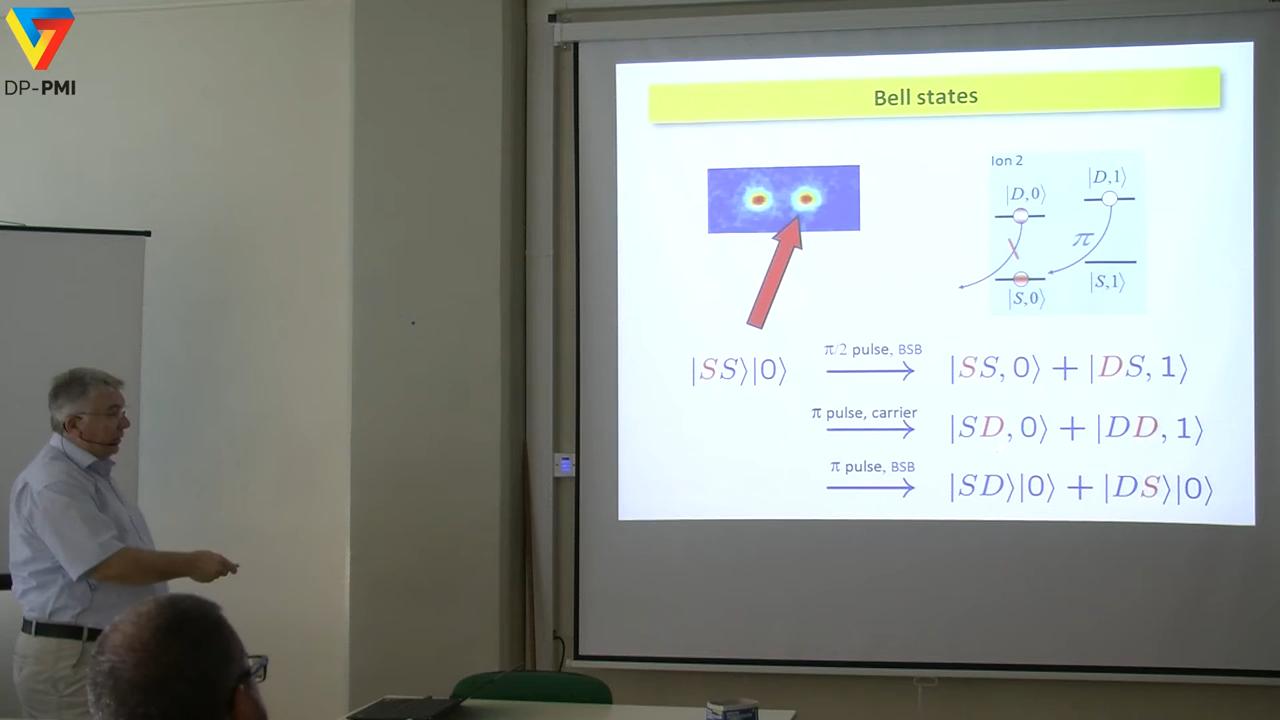 DP-PMI
Bell states
Ion 2
|D,0⟩
|D,1⟩
π
|S,0⟩
|S,1⟩
|SS⟩|0⟩
π/2 pulse, BSB
|SS,0⟩ + |DS,1⟩
π pulse, carrier
|SD,0⟩ + |DD,1⟩
π pulse, BSB
|SD⟩|0⟩ + |DS⟩|0⟩